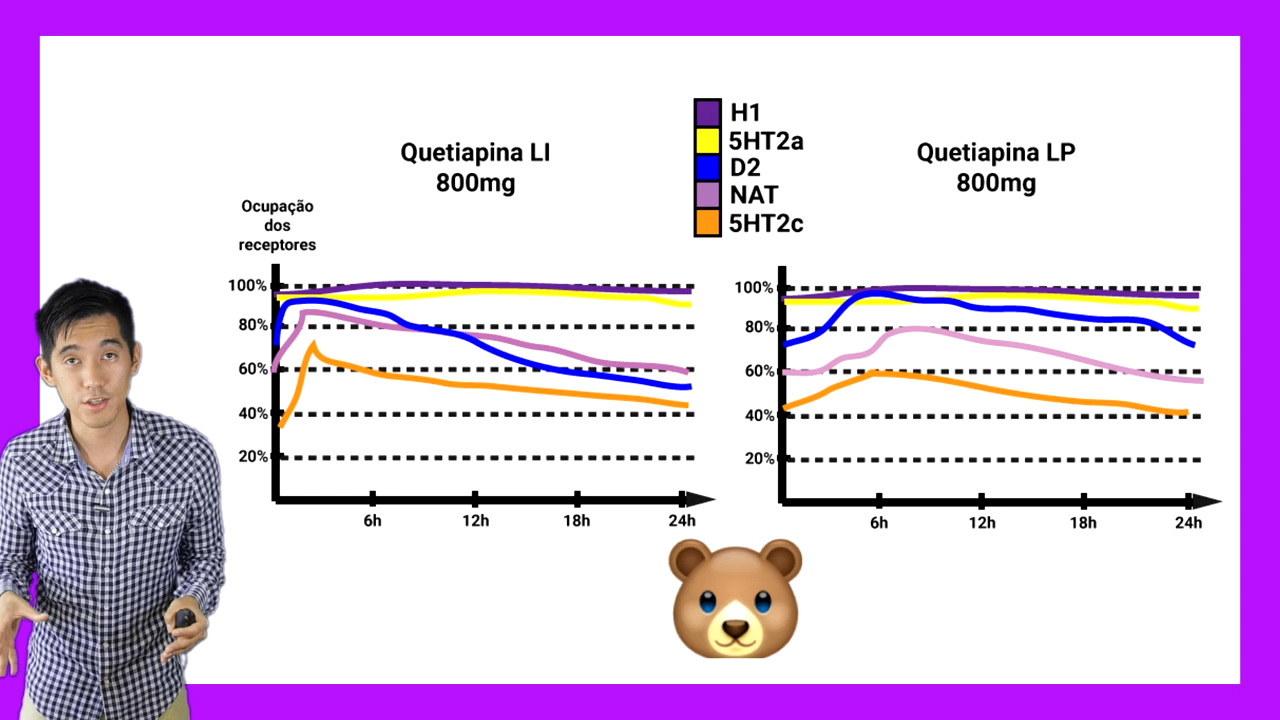 H1
5HT2a
D2
NAT
5HT2c
Quetiapina LI
800mg
Quetiapina LP
800mg
Ocupação
dos
receptores
100%
80%
60%
40%
20%
6h
12h
18h
24h
100%
80%
60%
40%
20%
6h
12h
18h
24h